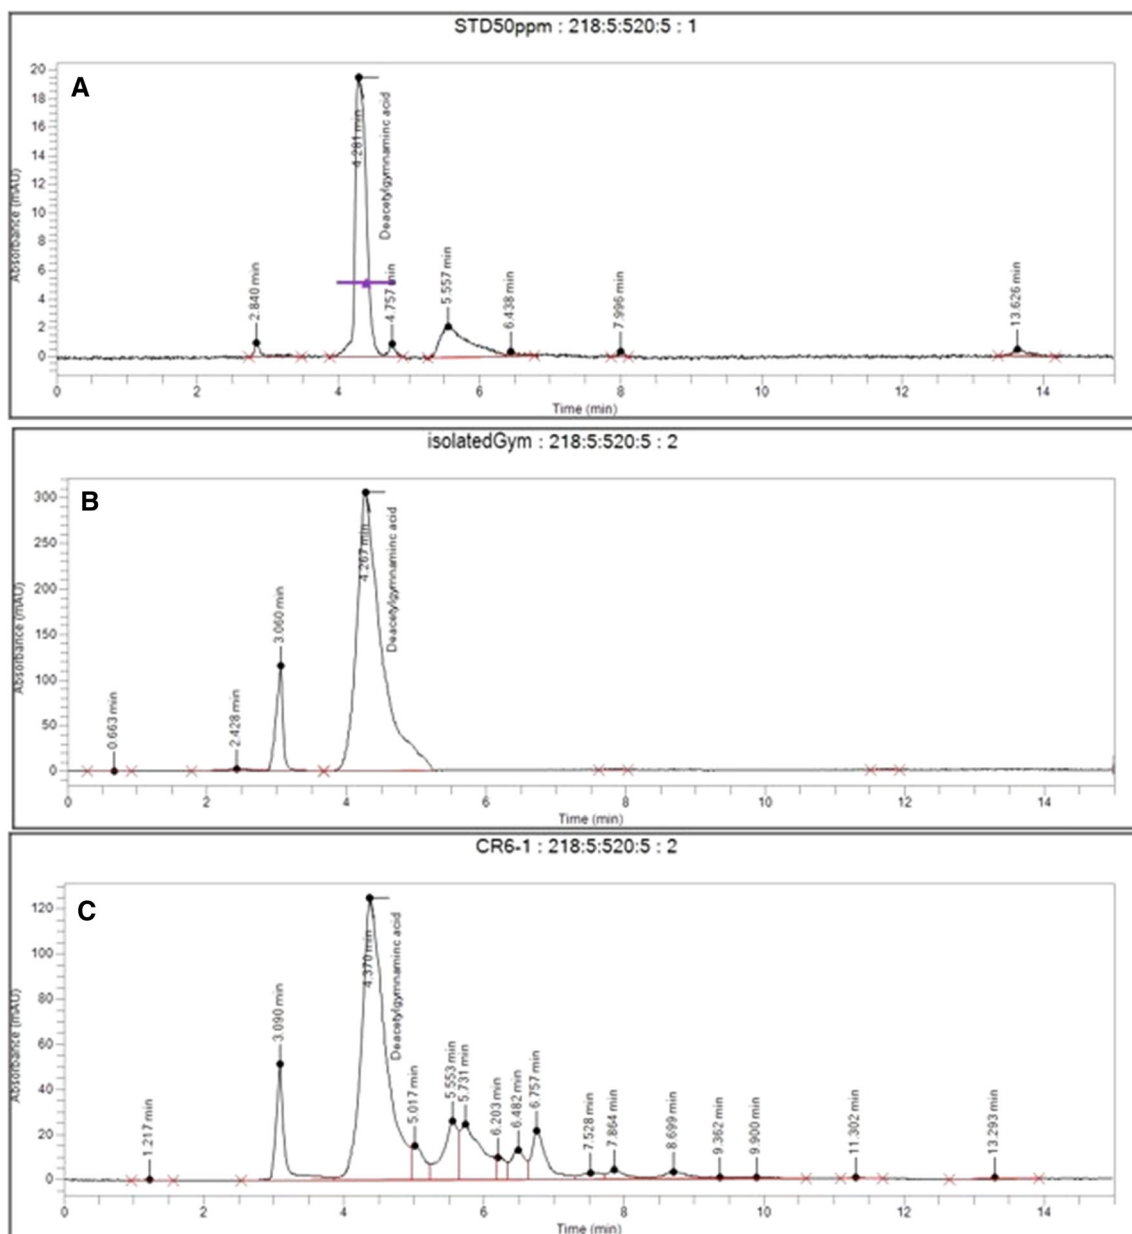 STD50ppm : 218:5:520:5 : 1
A
Absorbance (mAU)
20
18
16
14
12
10
8
6
4
2
0
2.840 min
4.281 min
Deacetylgymnaminc acid
4.757 min
5.557 min
6.438 min
7.996 min
13.626 min
0 2 4 6 8 10 12 14
Time (min)
isolatedGym : 218:5:520:5 : 2
B
Absorbance (mAU)
300
250
200
150
100
50
0
0.663 min
2.428 min
3.060 min
4.267 min
Deacetylgymnaminc acid
0 2 4 6 8 10 12 14
Time (min)
CR6-1 : 218:5:520:5 : 2
C
Absorbance (mAU)
120
100
80
60
40
20
0
1.217 min
3.090 min
4.370 min
Deacetylgymnaminc acid
5.017 min
5.553 min
5.731 min
6.203 min
6.482 min
6.757 min
7.528 min
7.864 min
8.699 min
9.362 min
9.900 min
11.302 min
13.293 min
0 2 4 6 8 10 12 14
Time (min)